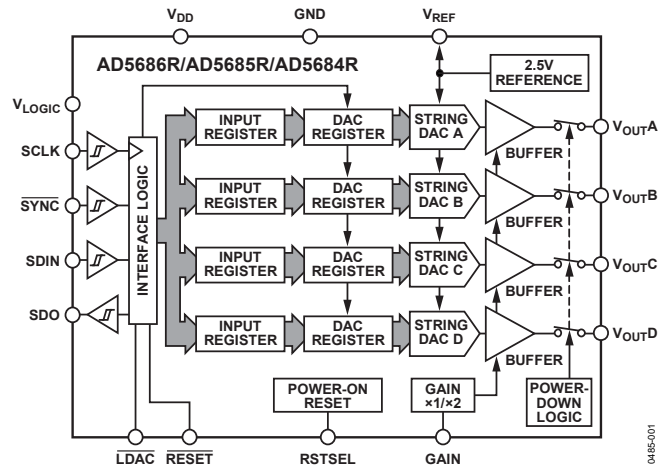 VDD
GND
VREF
AD5686R/AD5685R/AD5684R
2.5V
REFERENCE
VLOGIC
SCLK
SYNC
SDIN
SDO
INTERFACE LOGIC
INPUT
REGISTER
DAC
REGISTER
STRING
DAC A
BUFFER
VOUTA
INPUT
REGISTER
DAC
REGISTER
STRING
DAC B
BUFFER
VOUTB
INPUT
REGISTER
DAC
REGISTER
STRING
DAC C
BUFFER
VOUTC
INPUT
REGISTER
DAC
REGISTER
STRING
DAC D
BUFFER
VOUTD
POWER-ON
RESET
GAIN
×1/×2
POWER-
DOWN
LOGIC
LDAC
RESET
RSTSEL
GAIN
0485-001